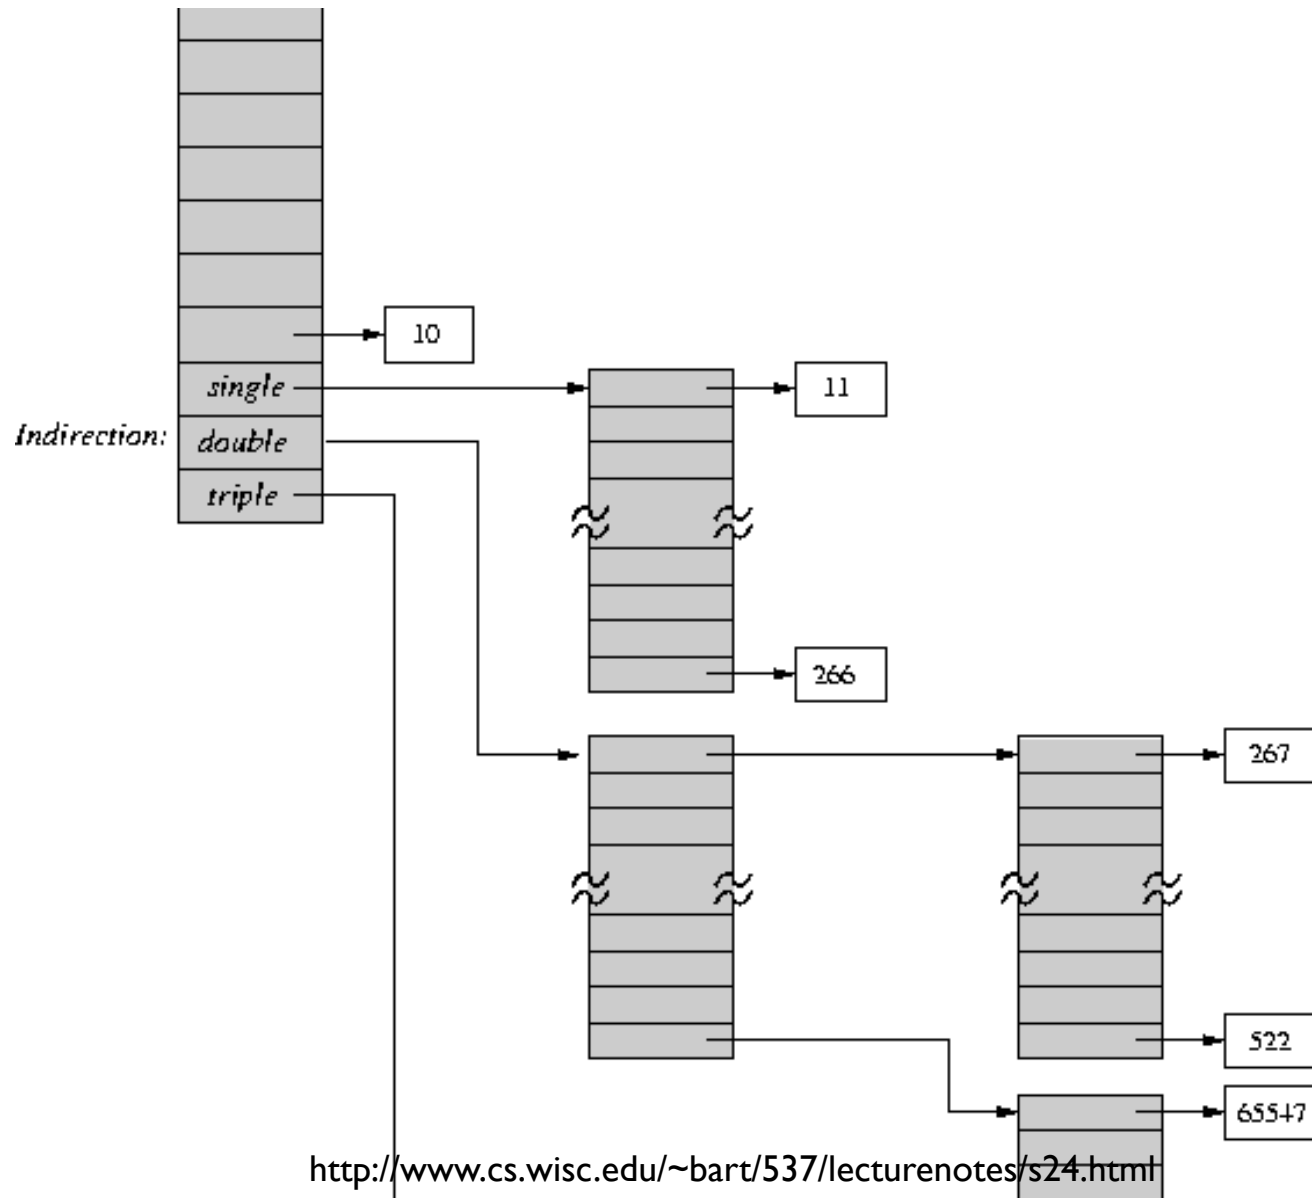 10
single
11
Indirection:
double
triple
266
267
522
65547
http://www.cs.wisc.edu/~bart/537/lecturenotes/s24.html